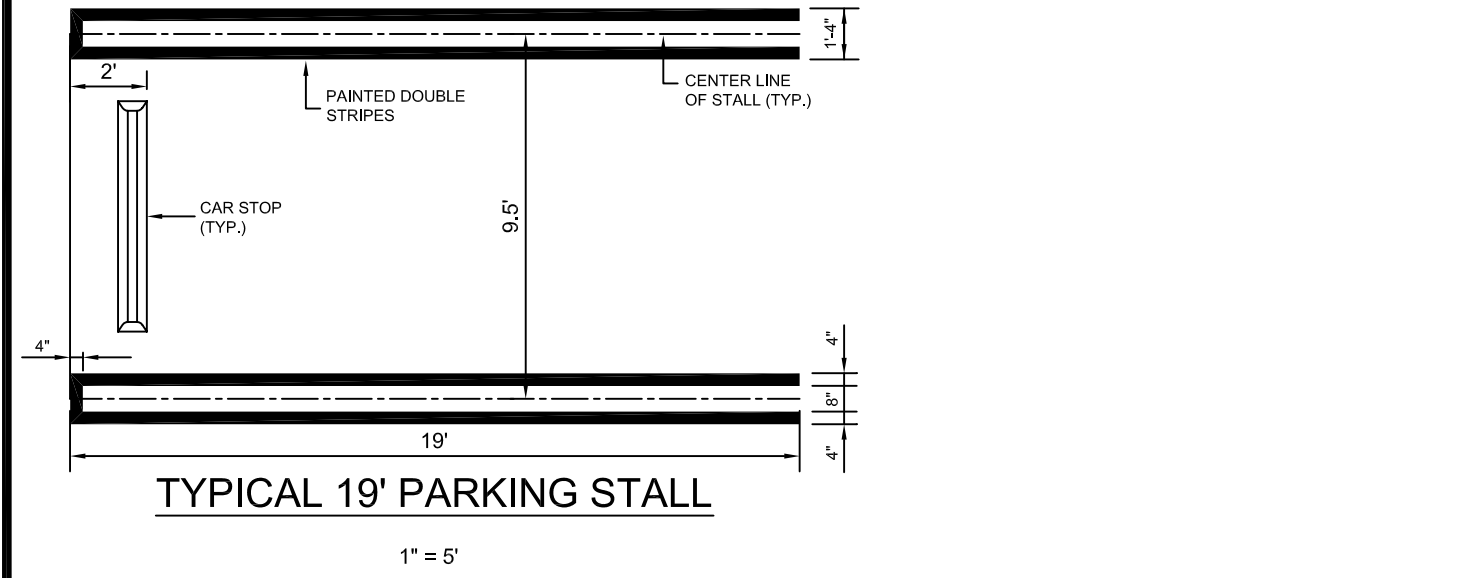 1'-4"
2'
CENTER LINE
OF STALL (TYP.)
PAINTED DOUBLE
STRIPES
CAR STOP
(TYP.)
9.5'
4"
4"
8"
4"
19'
TYPICAL 19' PARKING STALL
1" = 5'